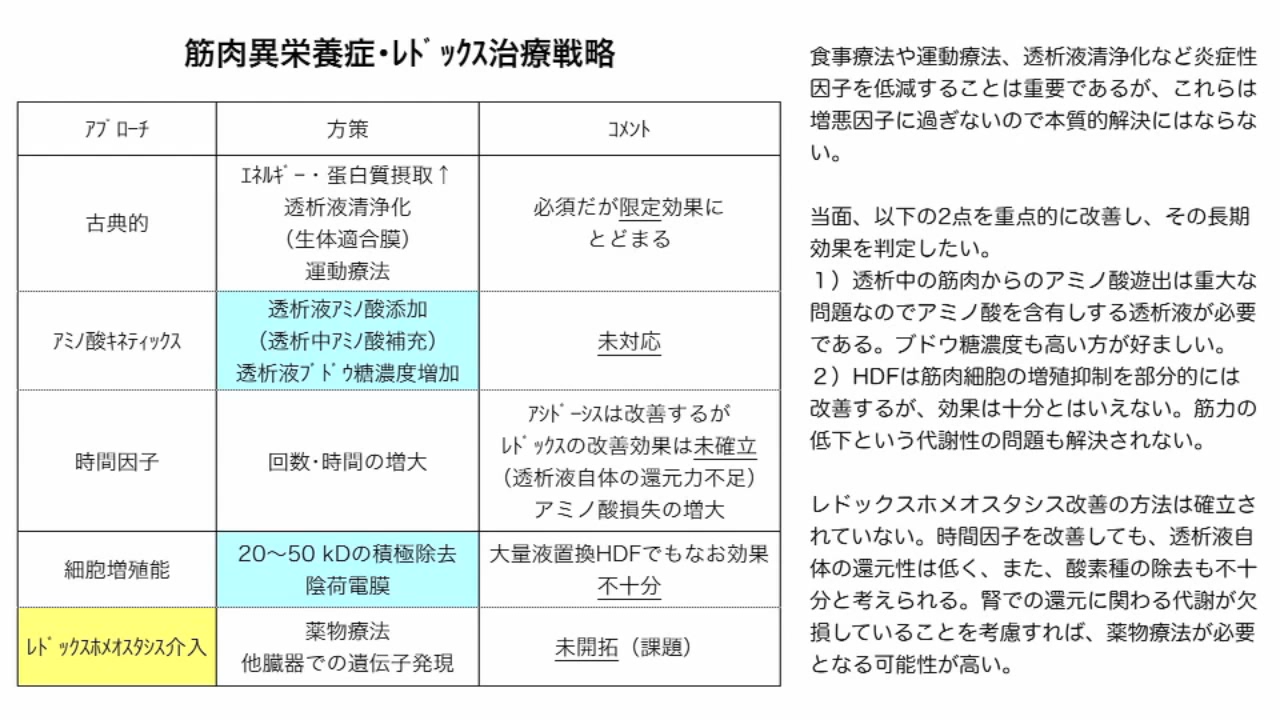 筋肉異栄養症･ﾚﾄﾞｯｸｽ治療戦略
ｱﾌﾟﾛｰﾁ
方策
ｺﾒﾝﾄ
古典的
ｴﾈﾙｷﾞｰ・蛋白質摂取↑
透析液清浄化
（生体適合膜）
運動療法
必須だが限定効果に
とどまる
ｱﾐﾉ酸ｷﾈﾃｨｯｸｽ
透析液ｱﾐﾉ酸添加
（透析中ｱﾐﾉ酸補充）
透析液ﾌﾞﾄﾞｳ糖濃度増加
未対応
時間因子
回数･時間の増大
ｱｼﾄﾞｰｼｽは改善するが
ﾚﾄﾞｯｸｽの改善効果は未確立
（透析液自体の還元力不足）
アミノ酸損失の増大
細胞増殖能
20〜50 kDの積極除去
陰荷電膜
大量液置換HDFでもなお効果
不十分
ﾚﾄﾞｯｸｽﾎﾒｵｽﾀｼｽ介入
薬物療法
他臓器での遺伝子発現
未開拓（課題）
食事療法や運動療法、透析液清浄化など炎症性
因子を低減することは重要であるが、これらは
増悪因子に過ぎないので本質的解決にはならな
い。
当面、以下の2点を重点的に改善し、その長期
効果を判定したい。
１）透析中の筋肉からのアミノ酸遊出は重大な
問題なのでアミノ酸を含有しする透析液が必要
である。ブドウ糖濃度も高い方が好ましい。
２）HDFは筋肉細胞の増殖抑制を部分的には
改善するが、効果は十分とはいえない。筋力の
低下という代謝性の問題も解決されない。
レドックスホメオスタシス改善の方法は確立さ
れていない。時間因子を改善しても、透析液自
体の還元性は低く、また、酸素種の除去も不十
分と考えられる。腎での還元に関わる代謝が欠
損していることを考慮すれば、薬物療法が必要
となる可能性が高い。